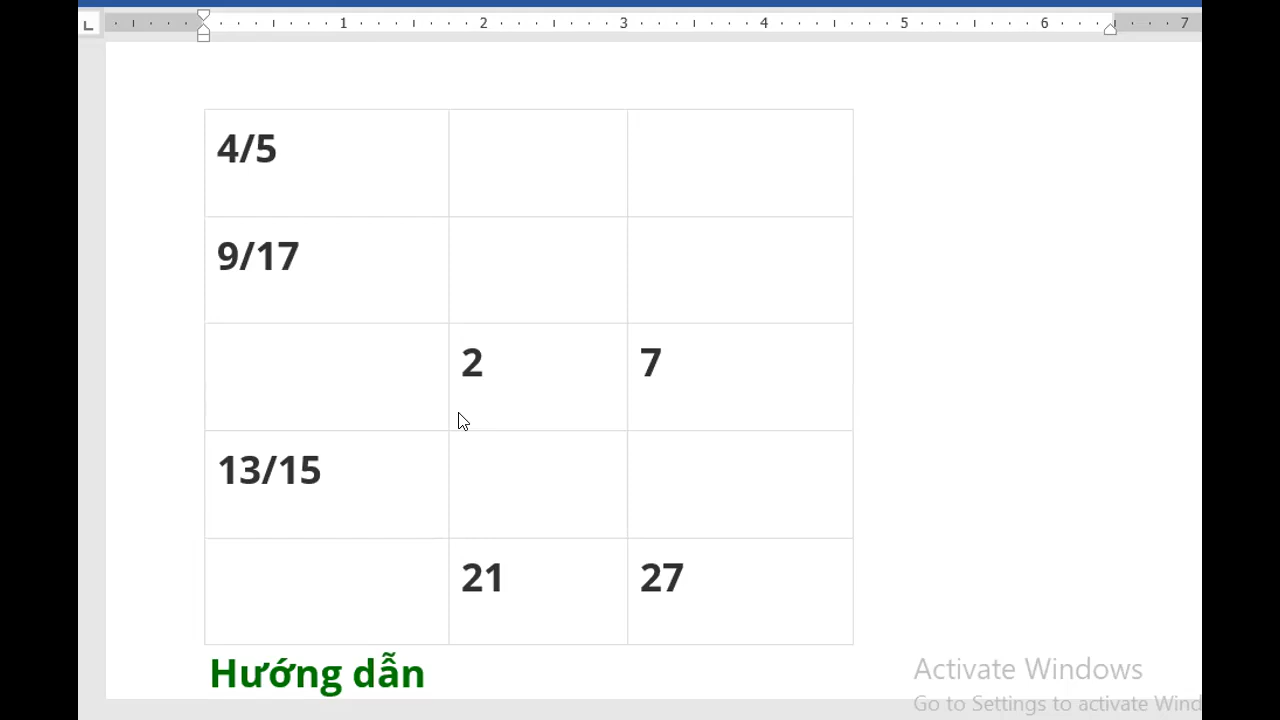 1 2 3 4 5 6 7
4/5
9/17
2 7
13/15
21 27
Hướng dẫn
Activate Windows
Go to Settings to activate Wind